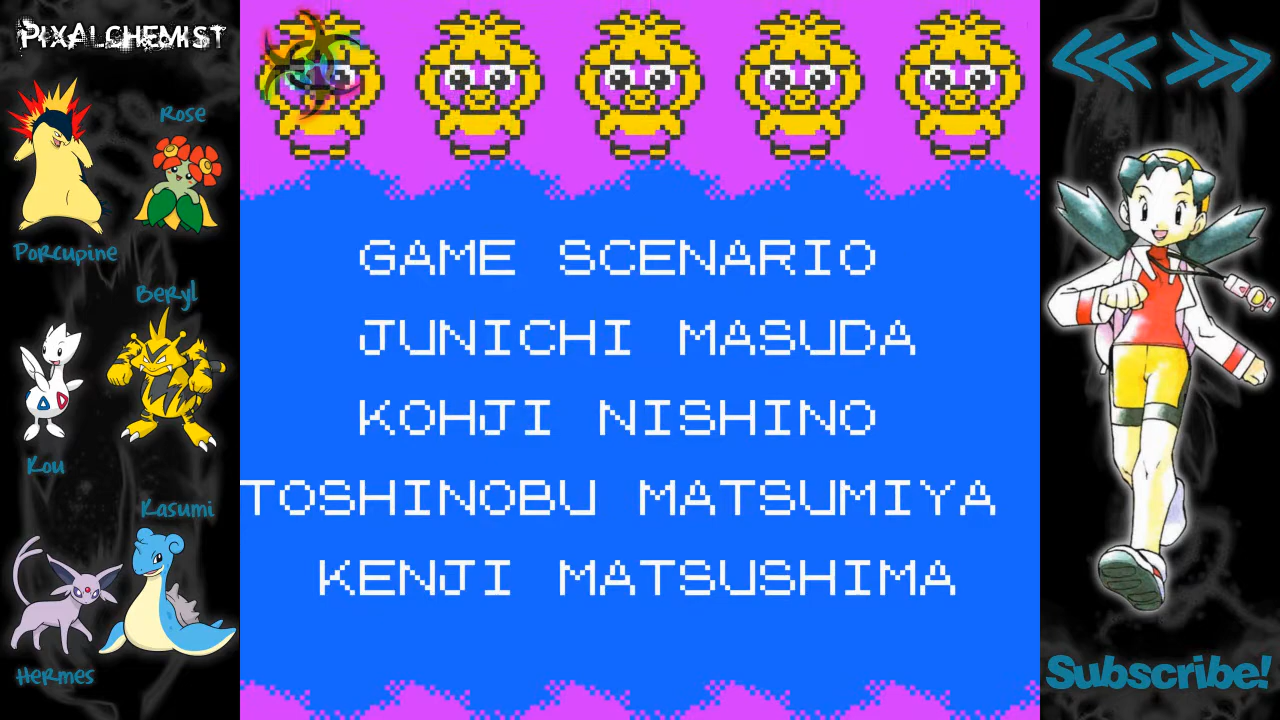 PIXALCHEMIST
Rose
Porcupine
Beryl
Kou
Kasumi
Hermes
GAME SCENARIO
JUNICHI MASUDA
KOHJI NISHINO
TOSHINOBU MATSUMIYA
KENJI MATSUSHIMA
Subscribe!